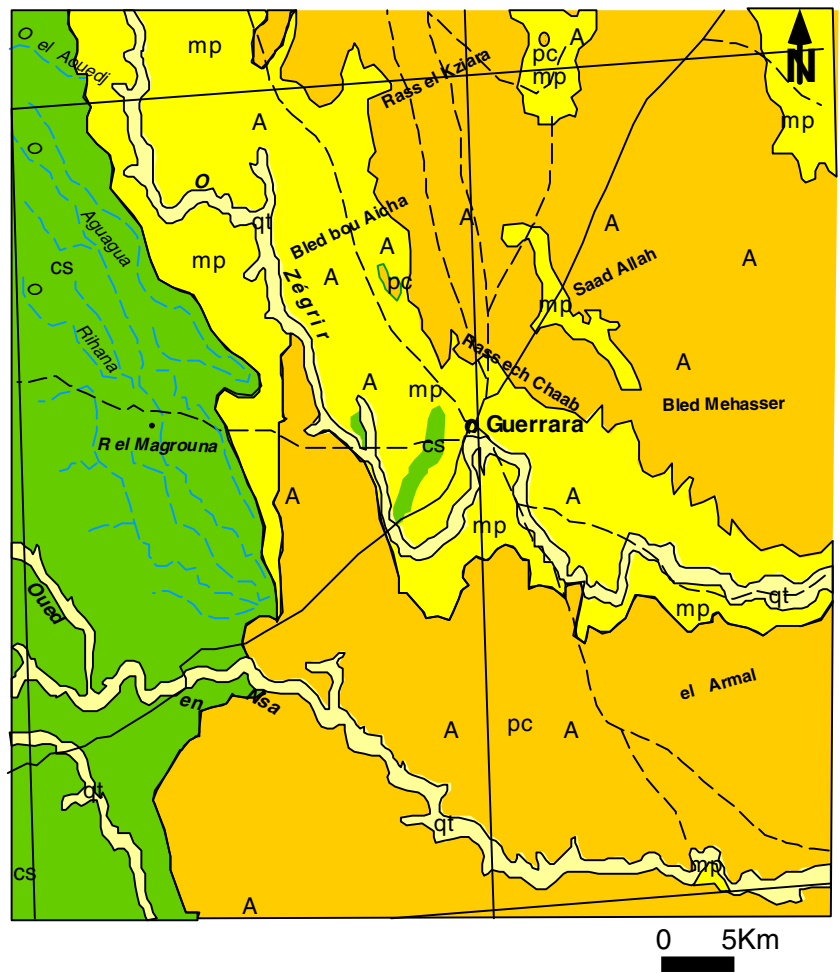 O el Aouedj
mp
A
Rass el Kziara
O
A
pc
mp
N
mp
A
O
O
Aguagua
qt
Bled bou Aicha
A
A
A
A
cs
mp
A
pc
mp
Saad Allah
O
Zégrir
Rihana
A
mp
Rass ech Chaab
A
Bled Mehasser
R el Magrouna
Guerrara
cs
A
A
mp
Oued
mp
qt
en Nsa
el Armal
A
pc
A
qt
qt
mp
cs
A
0 5Km